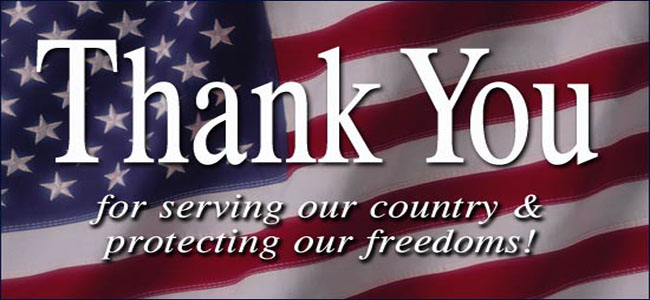 Thank You
for serving our country &
protecting our freedoms!